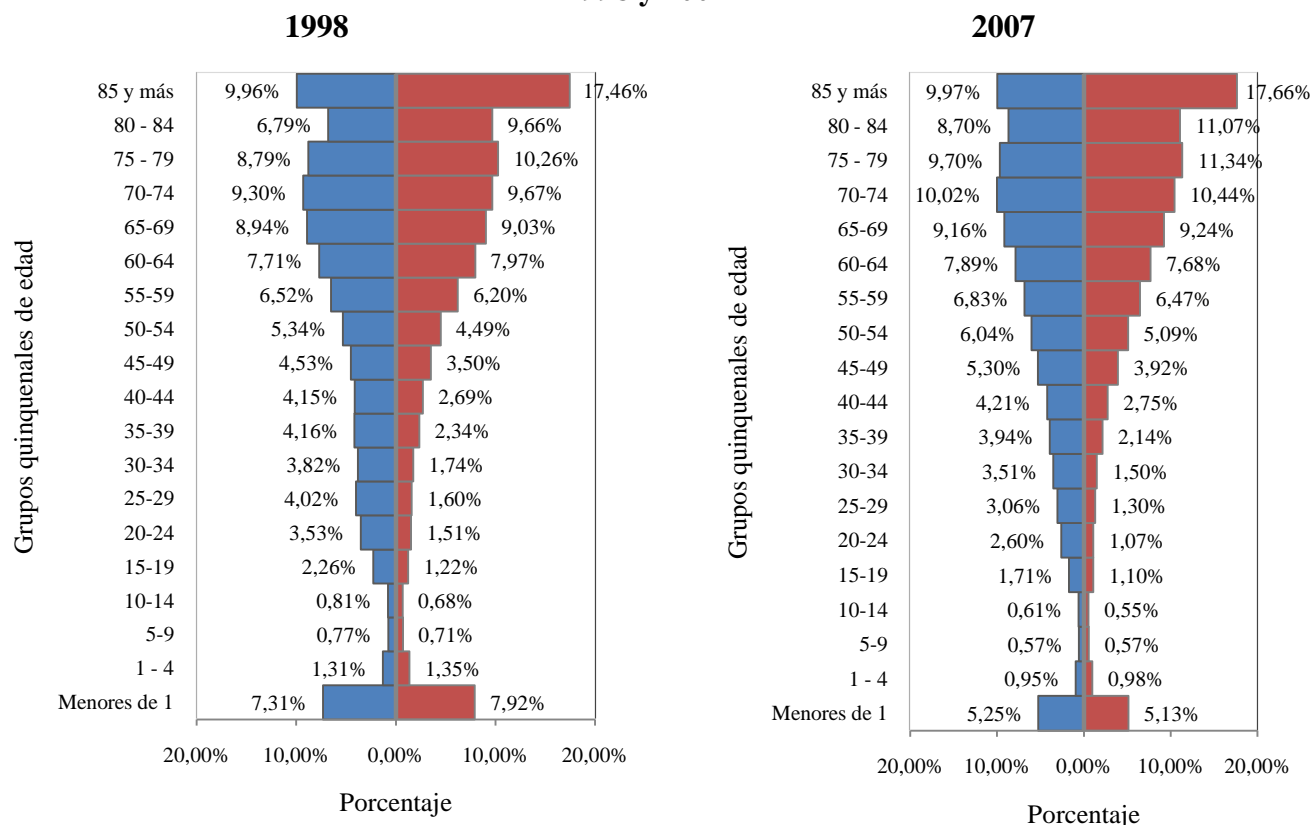 1998
2007
Grupos quinquenales de edad
85 y más 9,96% 17,46%
80 - 84 6,79% 9,66%
75 - 79 8,79% 10,26%
70-74 9,30% 9,67%
65-69 8,94% 9,03%
60-64 7,71% 7,97%
55-59 6,52% 6,20%
50-54 5,34% 4,49%
45-49 4,53% 3,50%
40-44 4,15% 2,69%
35-39 4,16% 2,34%
30-34 3,82% 1,74%
25-29 4,02% 1,60%
20-24 3,53% 1,51%
15-19 2,26% 1,22%
10-14 0,81% 0,68%
5-9 0,77% 0,71%
1 - 4 1,31% 1,35%
Menores de 1 7,31% 7,92%
20,00% 10,00% 0,00% 10,00% 20,00%
Porcentaje
Grupos quinquenales de edad
85 y más 9,97% 17,66%
80 - 84 8,70% 11,07%
75 - 79 9,70% 11,34%
70-74 10,02% 10,44%
65-69 9,16% 9,24%
60-64 7,89% 7,68%
55-59 6,83% 6,47%
50-54 6,04% 5,09%
45-49 5,30% 3,92%
40-44 4,21% 2,75%
35-39 3,94% 2,14%
30-34 3,51% 1,50%
25-29 3,06% 1,30%
20-24 2,60% 1,07%
15-19 1,71% 1,10%
10-14 0,61% 0,55%
5-9 0,57% 0,57%
1 - 4 0,95% 0,98%
Menores de 1 5,25% 5,13%
20,00% 10,00% 0,00% 10,00% 20,00%
Porcentaje